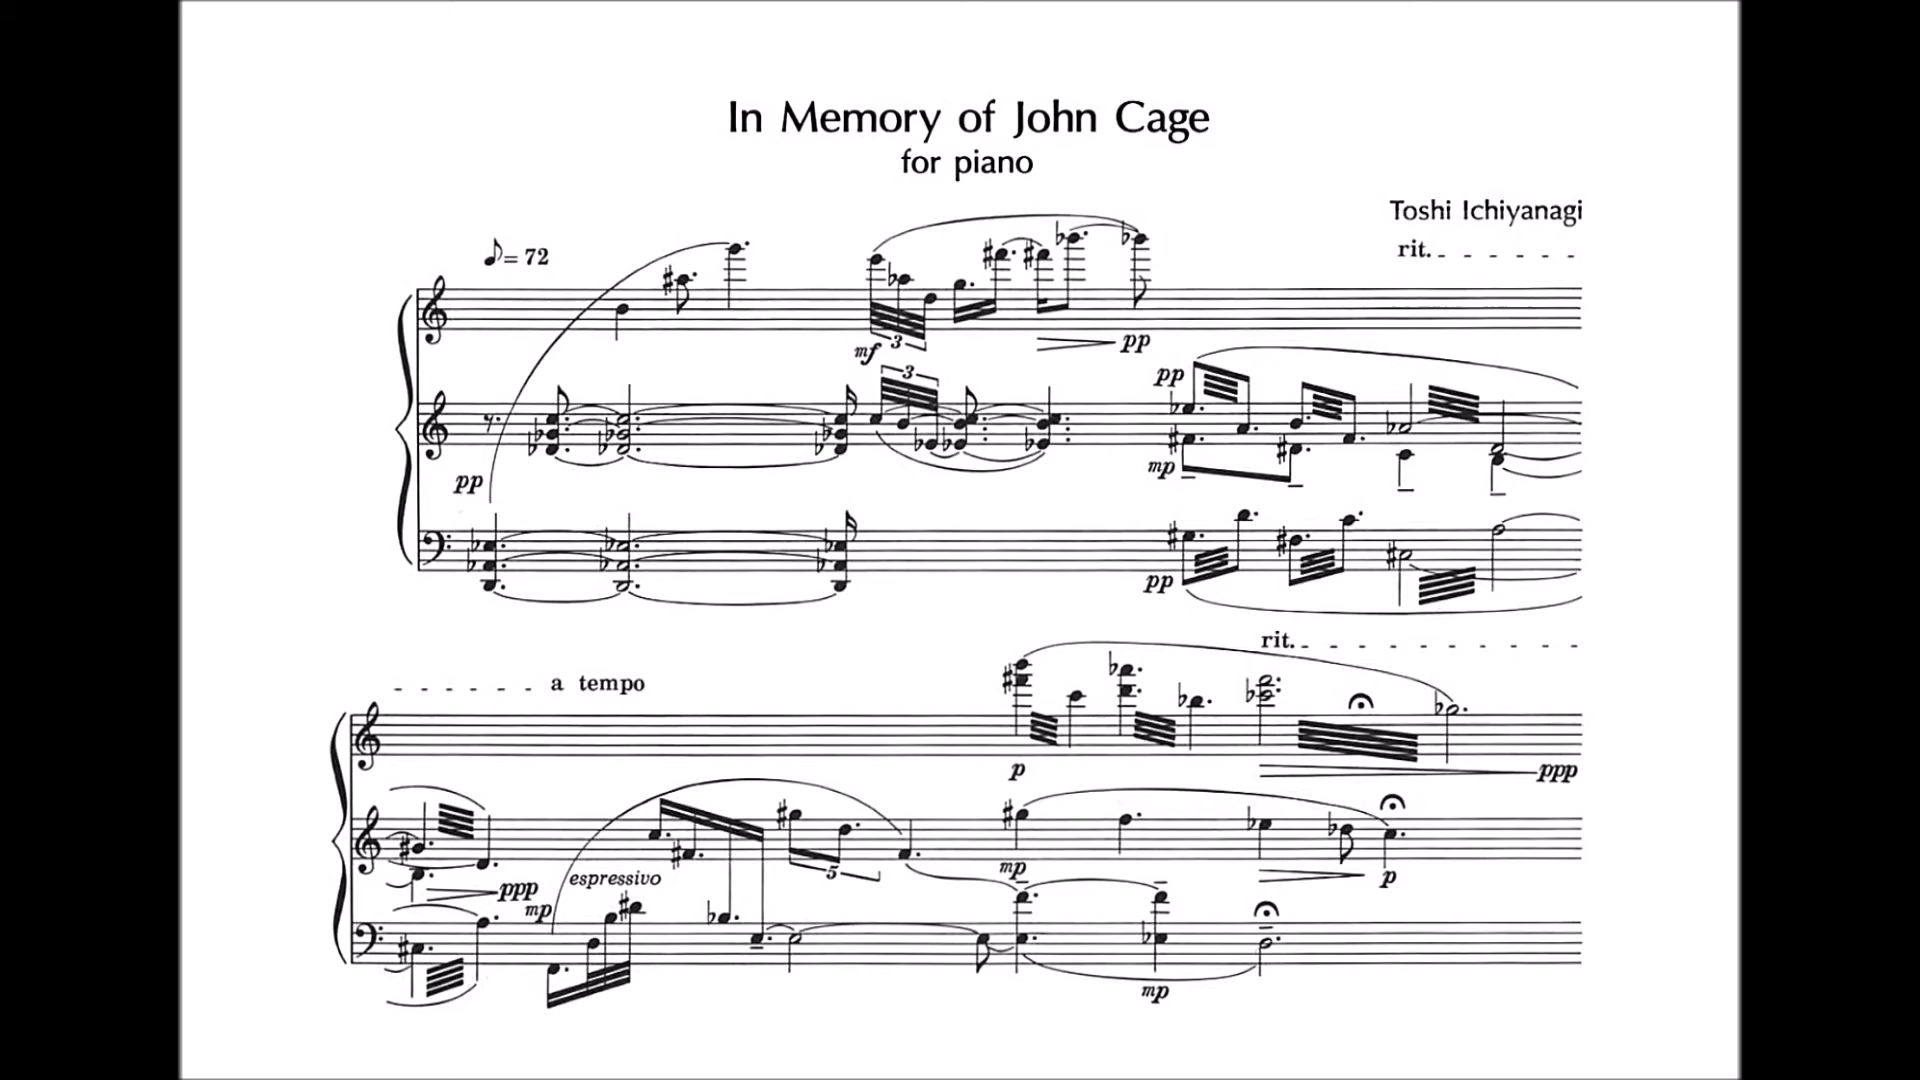 In Memory of John Cage
for piano
Toshi Ichiyanagi
♪= 72
rit.
3
mf
pp
3
pp
pp
mp
pp
rit.
a tempo
p
ppp
espressivo
5
mp
ppp
mp
p
mp